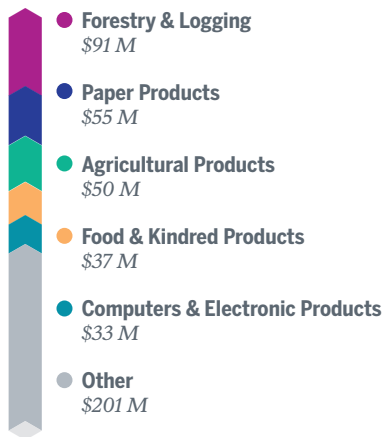 Forestry & Logging
$91 M
Paper Products
$55 M
Agricultural Products
$50 M
Food & Kindred Products
$37 M
Computers & Electronic Products
$33 M
Other
$201 M